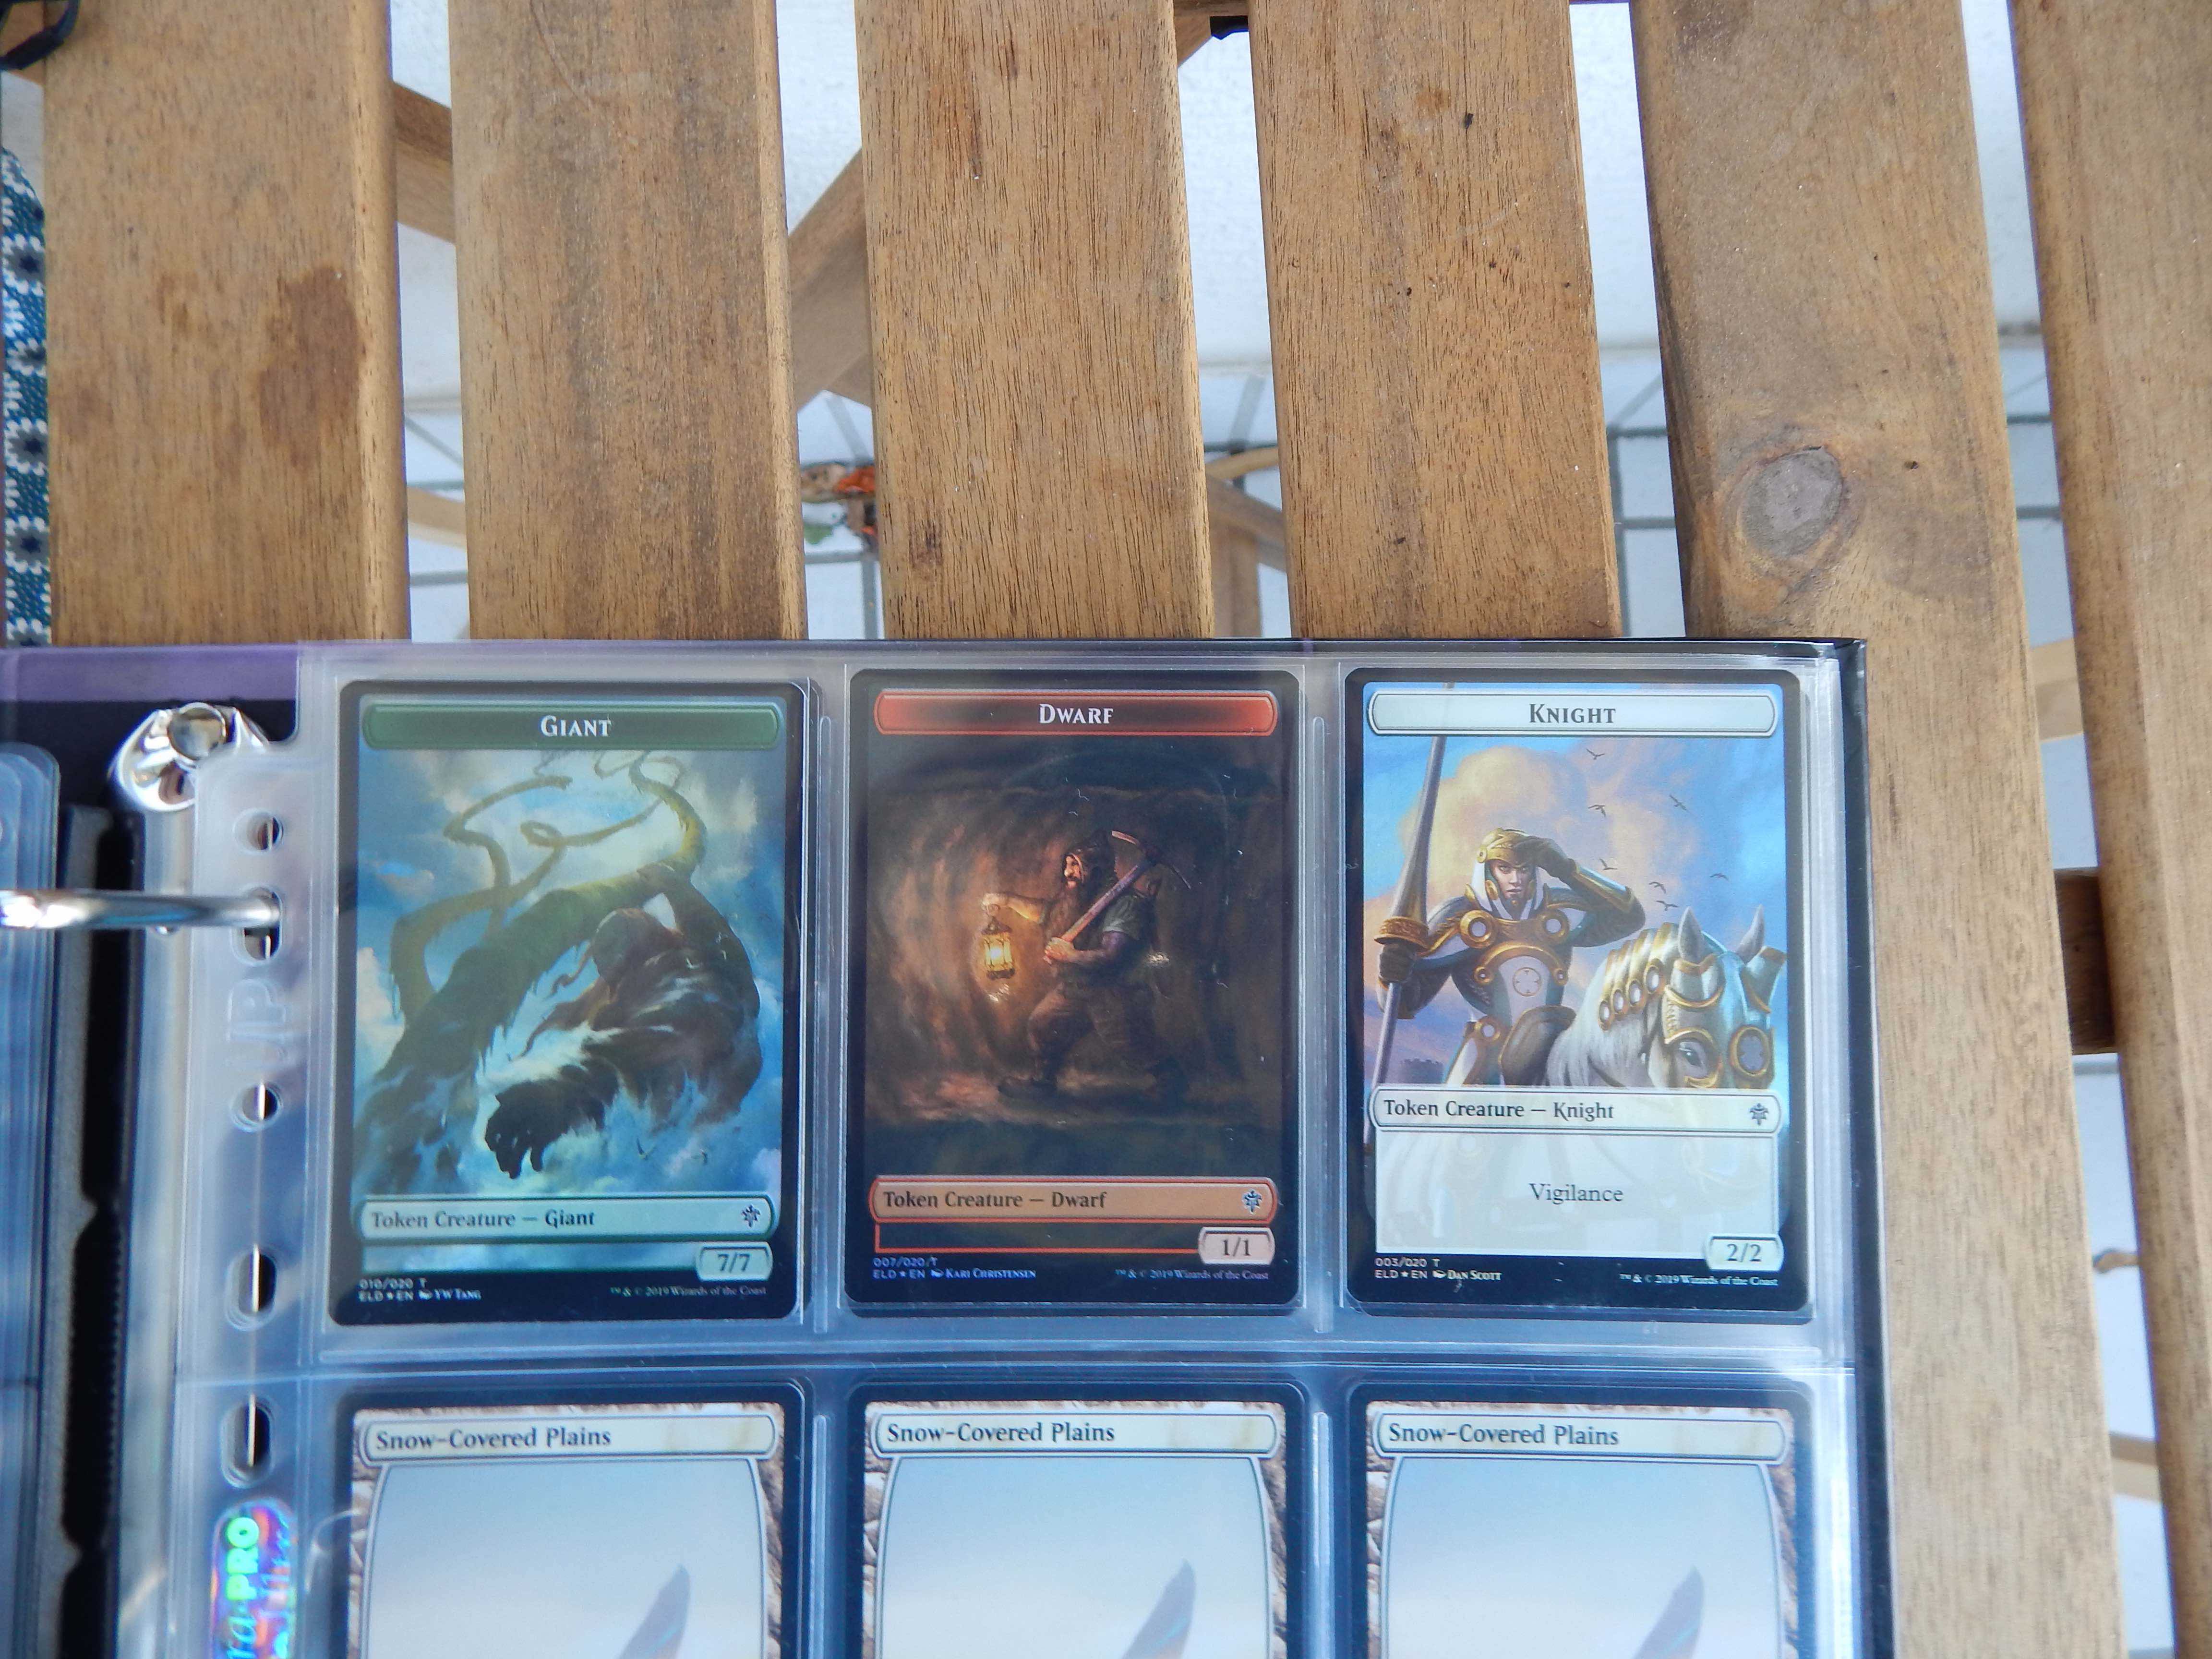 GIANT
Token Creature — Giant
7/7
010/020 T
ELD ★ EN YW TANG
™ & © 2019 Wizards of the Coast
DWARF
Token Creature — Dwarf
1/1
007/020 T
ELD ★ EN KARI CHRISTENSEN
™ & © 2019 Wizards of the Coast
KNIGHT
Token Creature — Knight
Vigilance
2/2
003/020 T
ELD ★ EN DAN SCOTT
™ & © 2019 Wizards of the Coast
Snow-Covered Plains
Snow-Covered Plains
Snow-Covered Plains
PRO